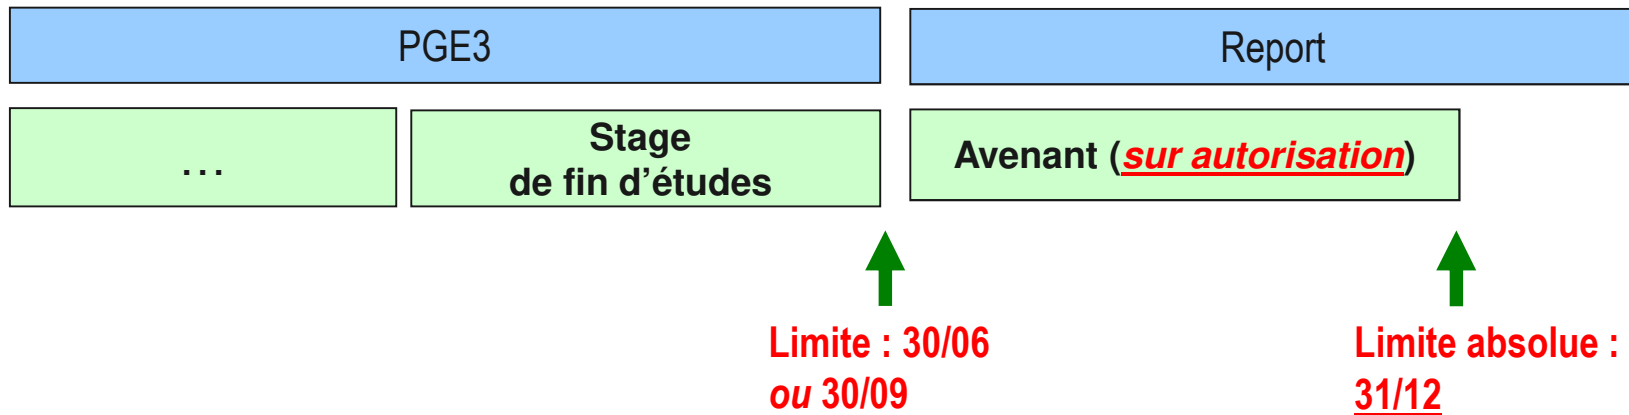 PGE3
Report
...
Stage
de fin d’études
Avenant (sur autorisation)
Limite : 30/06
ou 30/09
Limite absolue :
31/12